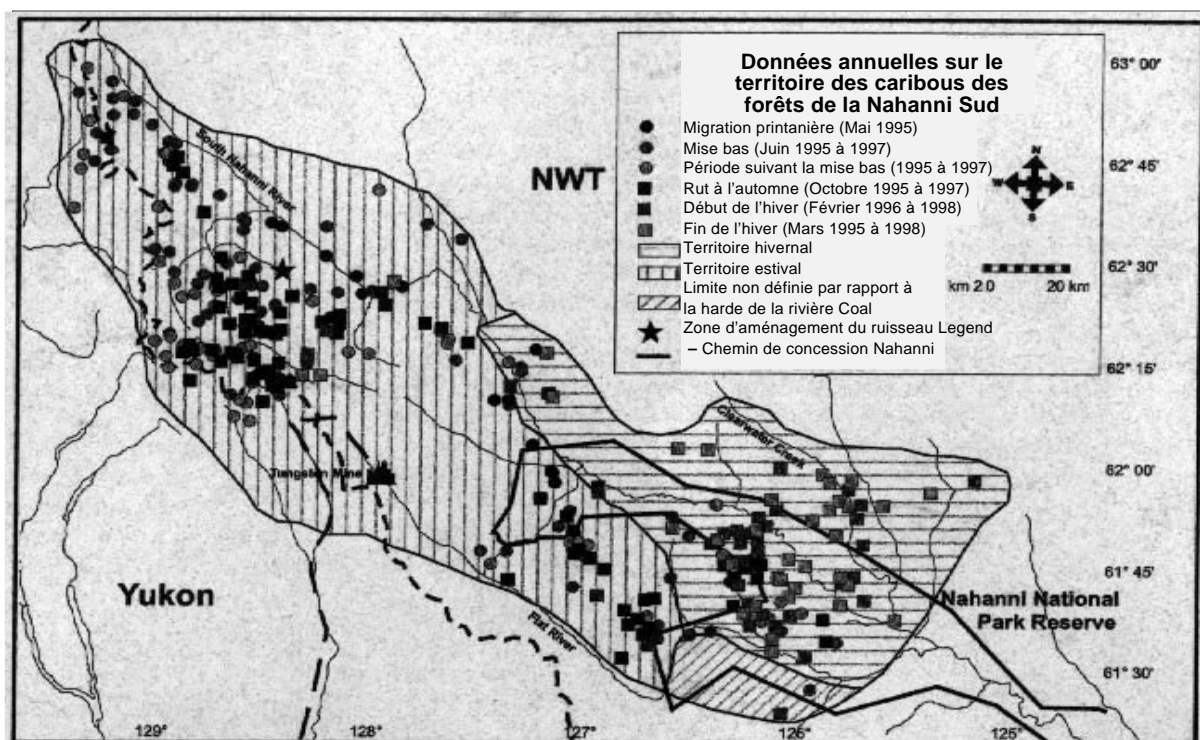 Données annuelles sur le
territoire des caribous des
forêts de la Nahanni Sud
Migration printanière (Mai 1995)
Mise bas (Juin 1995 à 1997)
Période suivant la mise bas (1995 à 1997)
Rut à l'automne (Octobre 1995 à 1997)
Début de l'hiver (Février 1996 à 1998)
Fin de l'hiver (Mars 1995 à 1998)
Territoire hivernal
Territoire estival
Limite non définie par rapport à
la harde de la rivière Coal
Zone d'aménagement du ruisseau Legend
– Chemin de concession Nahanni
N
W E
S
km 2.0 20 km
NWT
South Nahanni River
Clearwater Creek
Tungsten Mine
Yukon
Flat River
Nahanni National
Park Reserve
63° 00'
62° 45'
62° 30'
62° 15'
62° 00'
61° 45'
61° 30'
129° 128° 127° 126° 125°